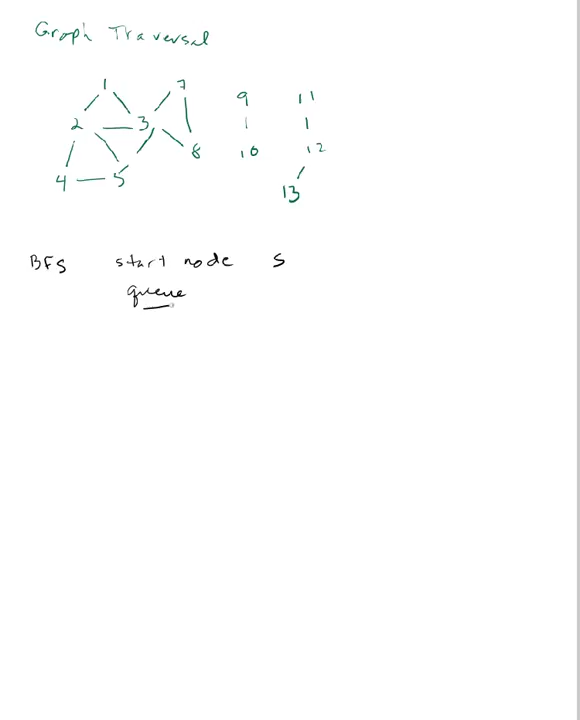 Graph Traversal
1 7
9 11
2 3
8 10 12
4 5
13
BFS start node s
queue